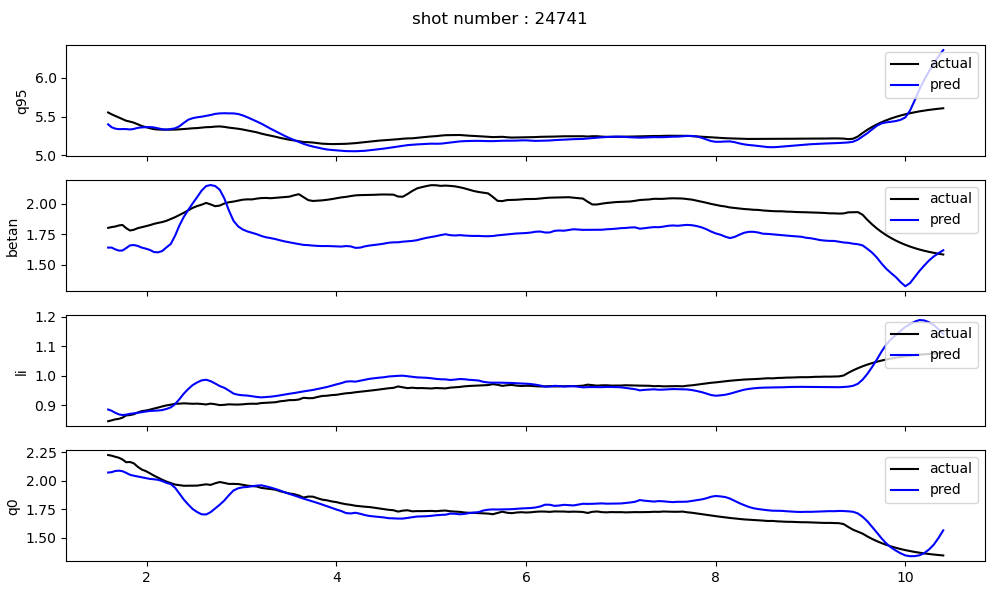 shot number : 24741
6.0
5.5
5.0
q95
actual
pred
2.00
1.75
1.50
betan
actual
pred
1.2
1.1
1.0
0.9
li
actual
pred
2.25
2.00
1.75
1.50
q0
actual
pred
2 4 6 8 10